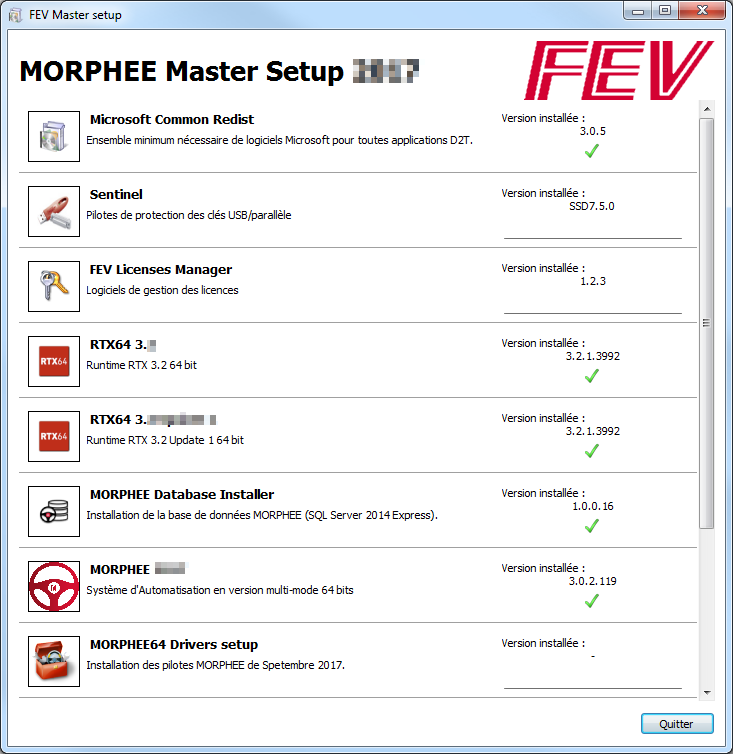 FEV Master setup
MORPHEE Master Setup
FEV
Microsoft Common Redist
Ensemble minimum nécessaire de logiciels Microsoft pour toutes applications D2T.
Version installée :
3.0.5
Sentinel
Pilotes de protection des clés USB/parallèle
Version installée :
SSD7.5.0
FEV Licenses Manager
Logiciels de gestion des licences
Version installée :
1.2.3
RTX64
RTX64 3.
Runtime RTX 3.2 64 bit
Version installée :
3.2.1.3992
RTX64
RTX64 3.
Runtime RTX 3.2 Update 1 64 bit
Version installée :
3.2.1.3992
MORPHEE Database Installer
Installation de la base de données MORPHEE (SQL Server 2014 Express).
Version installée :
1.0.0.16
MORPHEE
Système d'Automatisation en version multi-mode 64 bits
Version installée :
3.0.2.119
MORPHEE64 Drivers setup
Installation des pilotes MORPHEE de Spetembre 2017.
Version installée :
-
Quitter